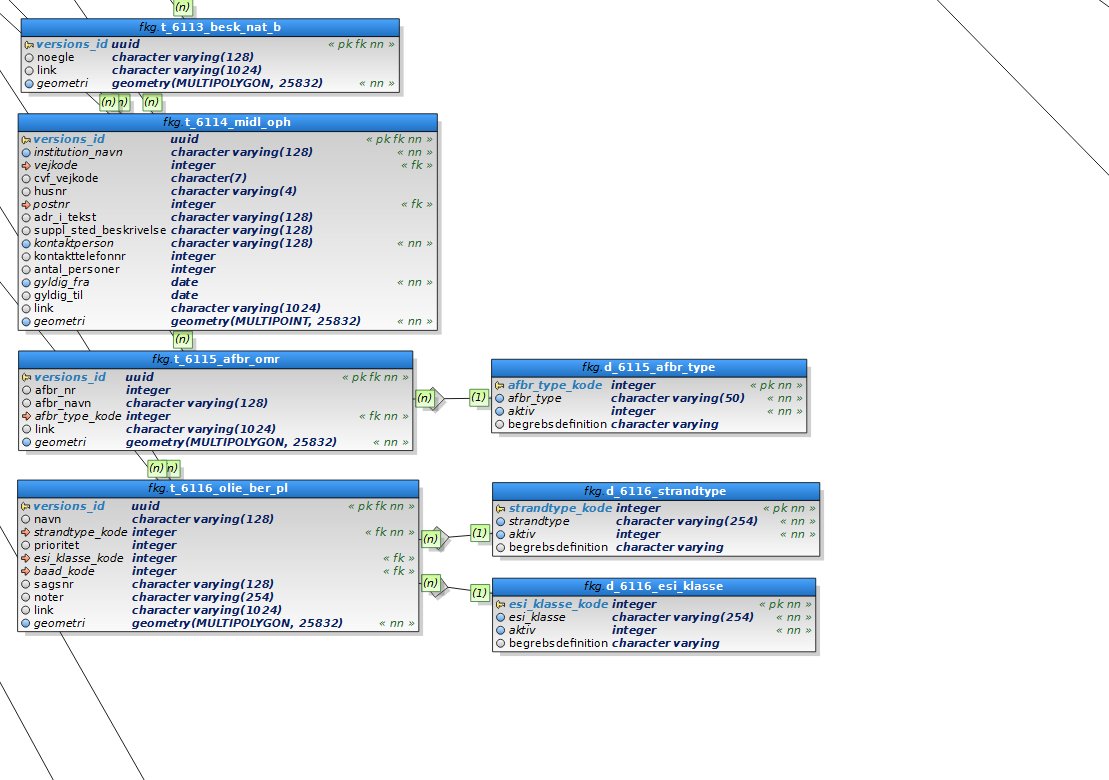 (n)
fkg.t_6113_besk_nat_b
versions_id uuid « pk fk nn »
noegle character varying(128)
link character varying(1024)
geometri geometry(MULTIPOLYGON, 25832) « nn »
(n) n) (n)
fkg.t_6114_midl_oph
versions_id uuid « pk fk nn »
institution_navn character varying(128) « nn »
vejkode integer « fk »
cvf_vejkode character(7)
husnr character varying(4)
postnr integer « fk »
adr_i_tekst character varying(128)
suppl_sted_beskrivelse character varying(128)
kontaktperson character varying(128) « nn »
kontakttelefonnr integer
antal_personer integer
gyldig_fra date « nn »
gyldig_til date
link character varying(1024)
geometri geometry(MULTIPOINT, 25832) « nn »
(n)
fkg.t_6115_afbr_omr
versions_id uuid « pk fk nn »
afbr_nr integer
afbr_navn character varying(128)
afbr_type_kode integer « fk nn »
link character varying(1024)
geometri geometry(MULTIPOLYGON, 25832) « nn »
(n) (1)
fkg.d_6115_afbr_type
afbr_type_kode integer « pk nn »
afbr_type character varying(50) « nn »
aktiv integer « nn »
begrebsdefinition character varying
(n) n)
fkg.t_6116_olie_ber_pl
versions_id uuid « pk fk nn »
navn character varying(128)
strandtype_kode integer « fk nn »
prioritet integer
esi_klasse_kode integer « fk »
baad_kode integer « fk »
sagsnr character varying(128)
noter character varying(254)
link character varying(1024)
geometri geometry(MULTIPOLYGON, 25832) « nn »
(n) (1)
fkg.d_6116_strandtype
strandtype_kode integer « pk nn »
strandtype character varying(254) « nn »
aktiv integer « nn »
begrebsdefinition character varying
(n) (1)
fkg.d_6116_esi_klasse
esi_klasse_kode integer « pk nn »
esi_klasse character varying(254) « nn »
aktiv integer « nn »
begrebsdefinition character varying